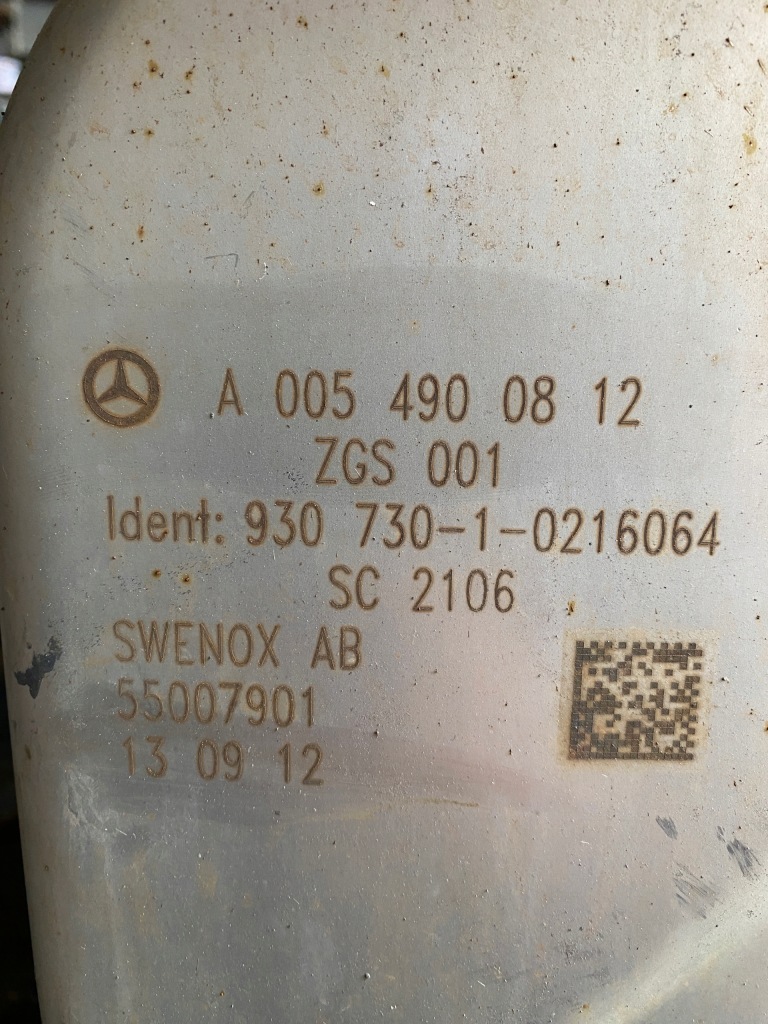 A 005 490 08 12
ZGS 001
Ident: 930 730-1-0216064
SC 2106
SWENOX AB
55007901
13 09 12